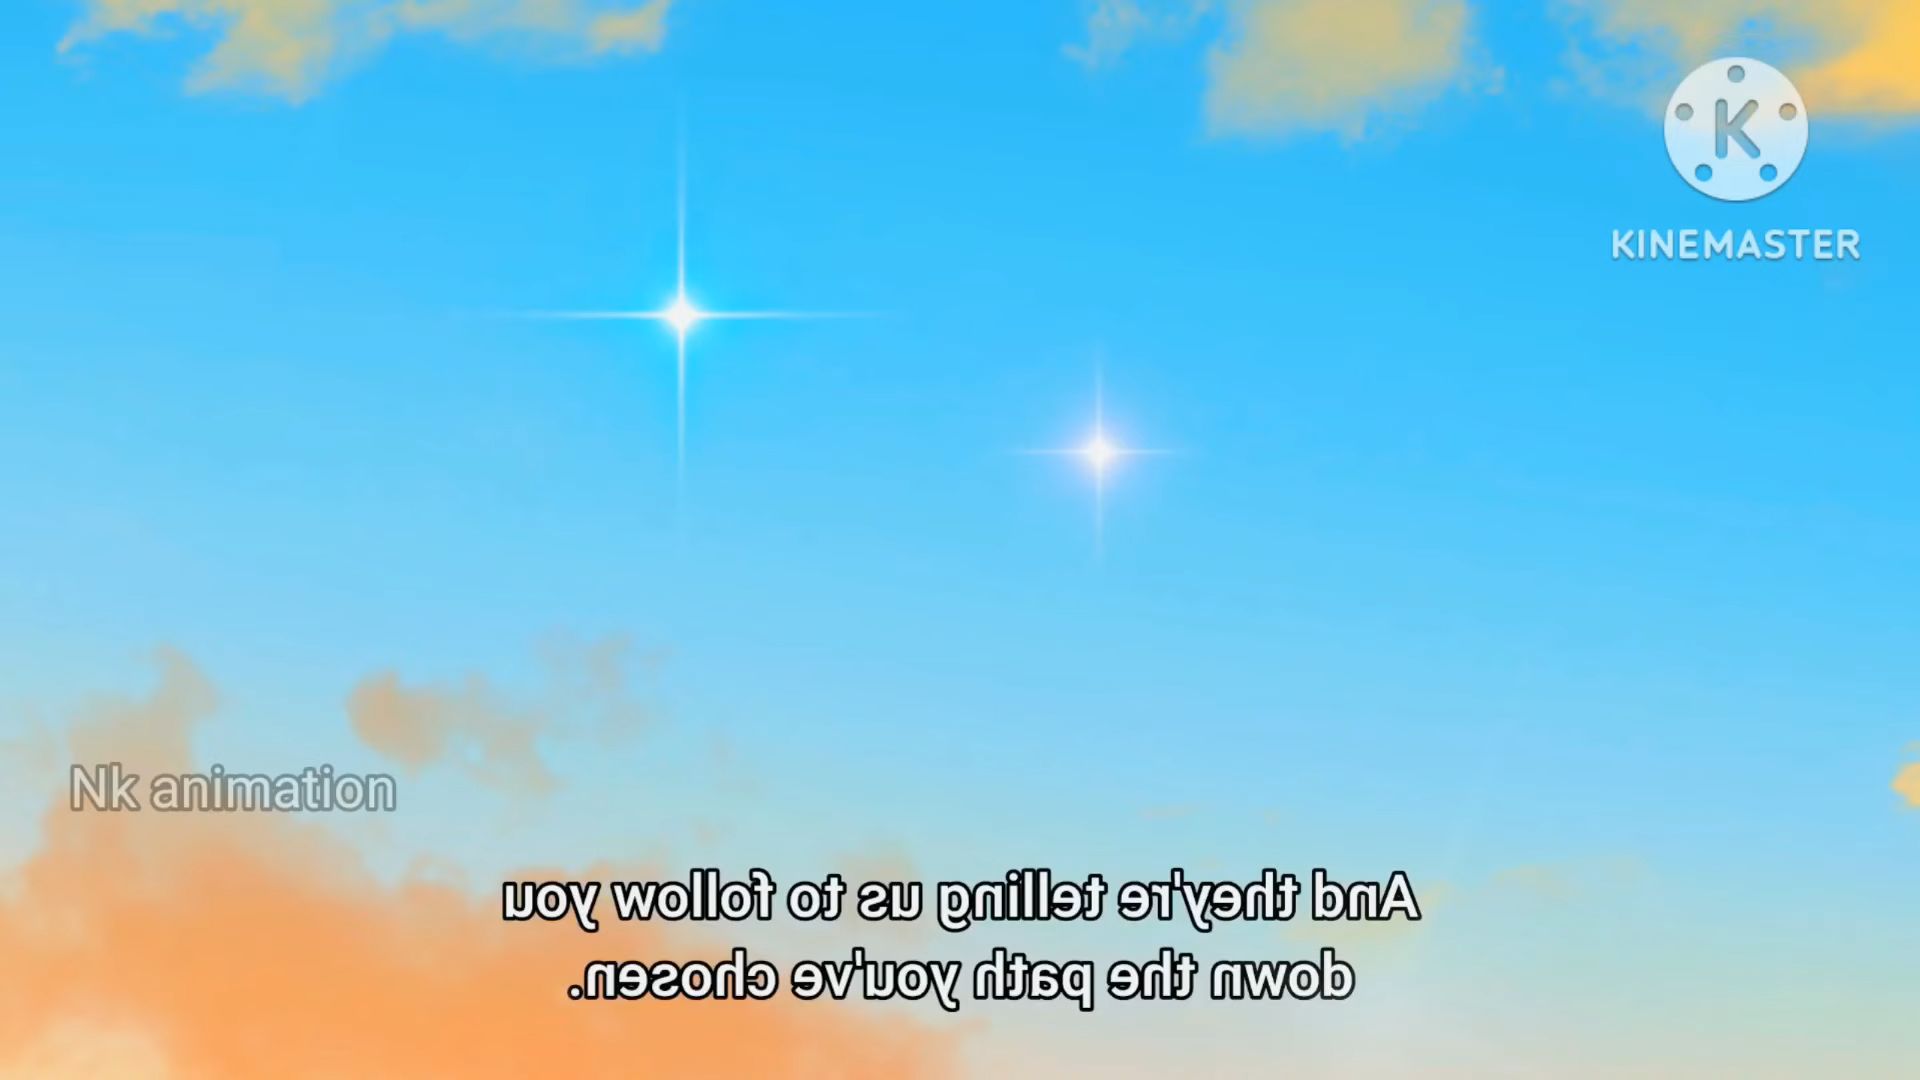 K
KINEMASTER
Nk animation
And they're telling us to follow you
down the path you've chosen.